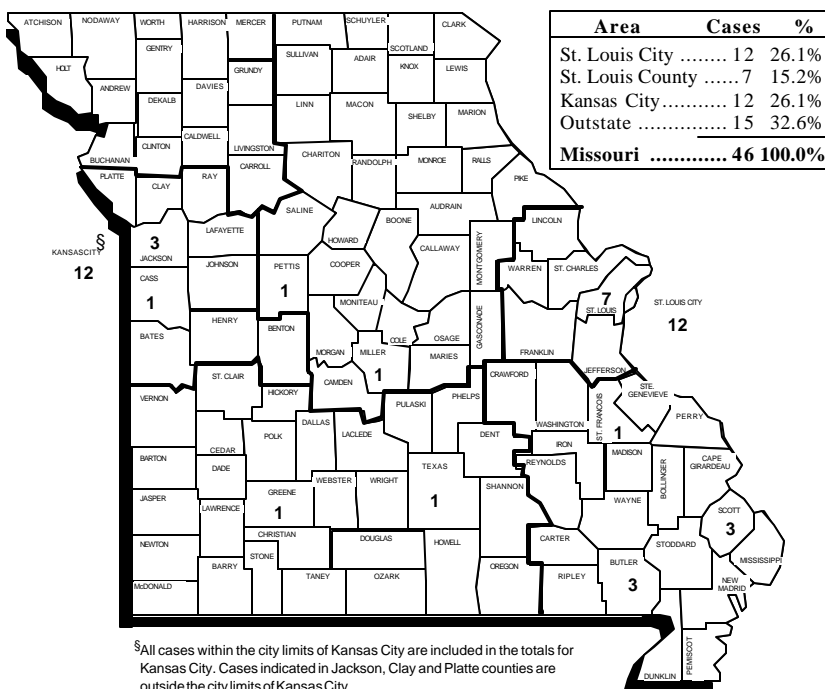 Area Cases %
St. Louis City ........ 12 26.1%
St. Louis County ...... 7 15.2%
Kansas City ........... 12 26.1%
Outstate ............... 15 32.6%
Missouri ............. 46 100.0%
ATCHISON NODAWAY WORTH HARRISON MERCER PUTNAM SCHUYLER CLARK
SCOTLAND
GENTRY SULLIVAN ADAIR
HOLT GRUNDY KNOX LEWIS
ANDREW DAVIES
DEKALB LINN MACON
SHELBY MARION
CALDWELL
CLINTON LIVINGSTON
BUCHANAN CARROLL CHARITON RANDOLPH MONROE RALLS
PLATTE CLAY RAY PIKE
SALINE AUDRAIN
BOONE LINCOLN
LAFAYETTE HOWARD
§ 3 CALLAWAY MONTGOMERY
KANSASCITY JACKSON JOHNSON PETTIS COOPER WARREN ST. CHARLES
12 CASS
1 1 MONITEAU 7 ST. LOUIS CITY
ST. LOUIS 12
HENRY BENTON COLE OSAGE GASCONADE
BATES MORGAN MILLER MARIES FRANKLIN
1
ST. CLAIR CAMDEN CRAWFORD JEFFERSON
VERNON HICKORY PULASKI PHELPS STE.
GENEVIEVE
DALLAS LACLEDE WASHINGTON ST. FRANCOIS PERRY
POLK DENT IRON 1
CEDAR MADISON CAPE
GIRARDEAU
BARTON DADE TEXAS REYNOLDS BOLLINGER
WEBSTER WRIGHT
JASPER GREENE 1 SHANNON WAYNE SCOTT
LAWRENCE 1 3
CHRISTIAN DOUGLAS HOWELL CARTER STODDARD
NEWTON STONE MISSISSIPPI
BARRY TANEY OZARK OREGON RIPLEY BUTLER NEW
MADRID
McDONALD 3
PEMISCOT
DUNKLIN
§All cases within the city limits of Kansas City are included in the totals for
Kansas City. Cases indicated in Jackson, Clay and Platte counties are
outside the city limits of Kansas City.